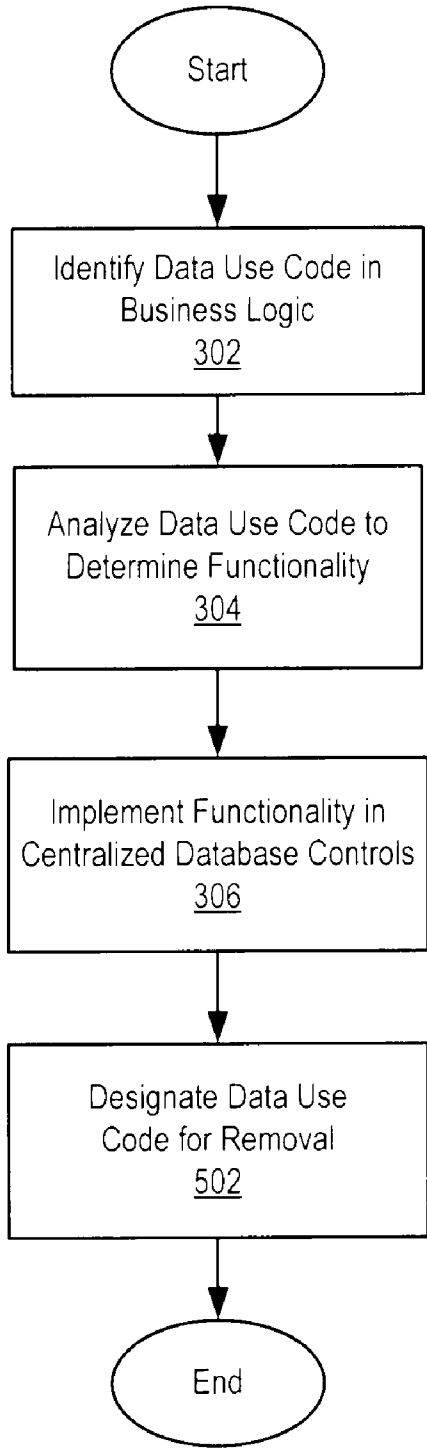 Start
Identify Data Use Code in
Business Logic
302
Analyze Data Use Code to
Determine Functionality
304
Implement Functionality in
Centralized Database Controls
306
Designate Data Use
Code for Removal
502
End